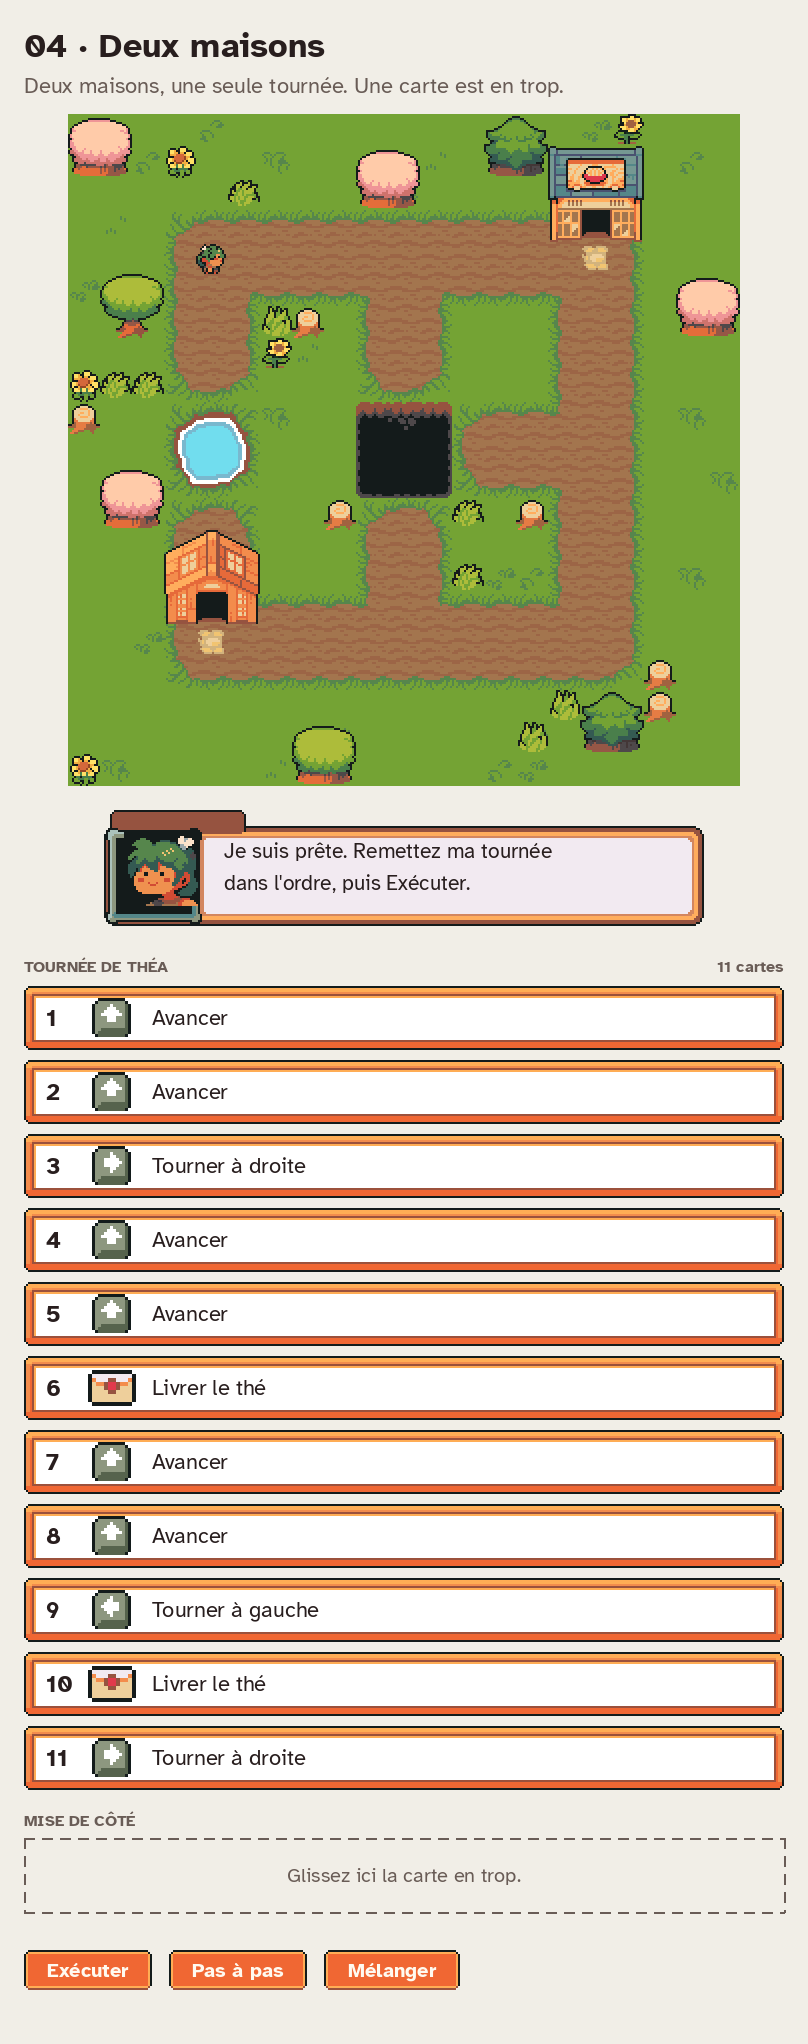 04 · Deux maisons
Deux maisons, une seule tournée. Une carte est en trop.
Je suis prête. Remettez ma tournée
dans l'ordre, puis Exécuter.
TOURNÉE DE THÉA
11 cartes
1 Avancer
2 Avancer
3 Tourner à droite
4 Avancer
5 Avancer
6 Livrer le thé
7 Avancer
8 Avancer
9 Tourner à gauche
10 Livrer le thé
11 Tourner à droite
MISE DE CÔTÉ
Glissez ici la carte en trop.
Exécuter
Pas à pas
Mélanger